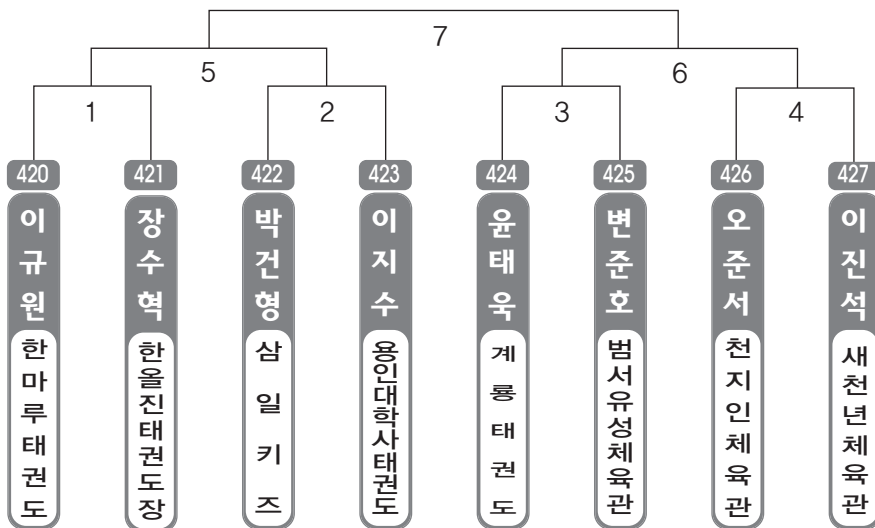 7
5
6
1
2
3
4
420
421
422
423
424
425
426
427
이규원
장수혁
박건형
이지수
윤태욱
변준호
오준서
이진석
한마루태권도
한올진태권도장
삼일키즈
용인대학사태권도
계룡태권도
범서유성체육관
천지인체육관
새천년체육관